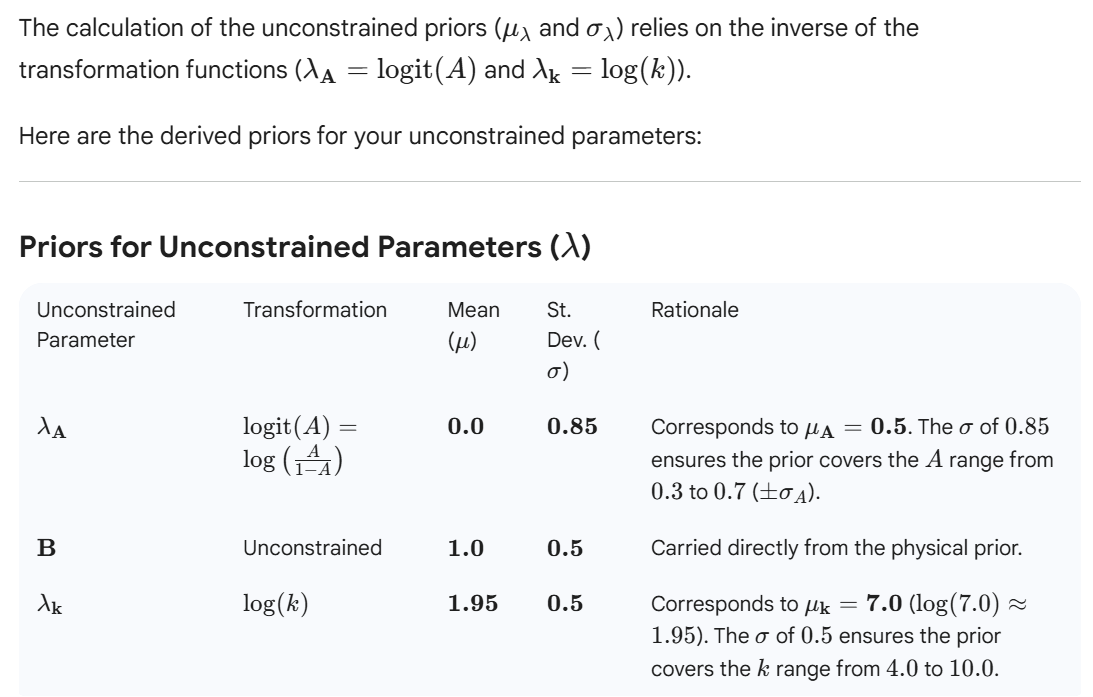 The calculation of the unconstrained priors (μ_λ and σ_λ) relies on the inverse of the
transformation functions (λ_A = logit(A) and λ_k = log(k)).
Here are the derived priors for your unconstrained parameters:
Priors for Unconstrained Parameters (λ)
Unconstrained Parameter
Transformation
Mean (μ)
St. Dev. (σ)
Rationale
λ_A
logit(A) =
log (A/(1−A))
0.0
0.85
Corresponds to μ_A = 0.5. The σ of 0.85
ensures the prior covers the A range from
0.3 to 0.7 (±σ_A).
B
Unconstrained
1.0
0.5
Carried directly from the physical prior.
λ_k
log(k)
1.95
0.5
Corresponds to μ_k = 7.0 (log(7.0) ≈
1.95). The σ of 0.5 ensures the prior
covers the k range from 4.0 to 10.0.